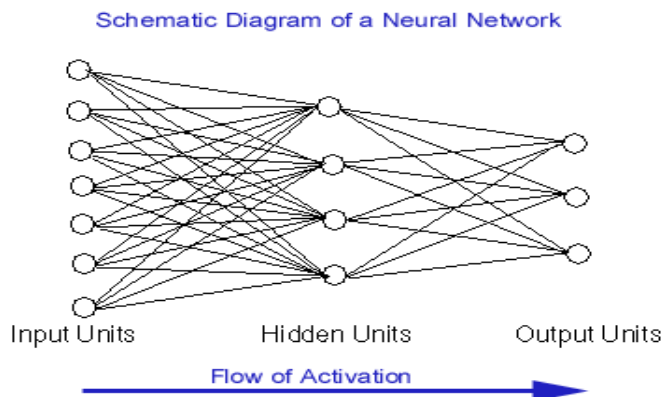 Schematic Diagram of a Neural Network
Input Units Hidden Units Output Units
Flow of Activation